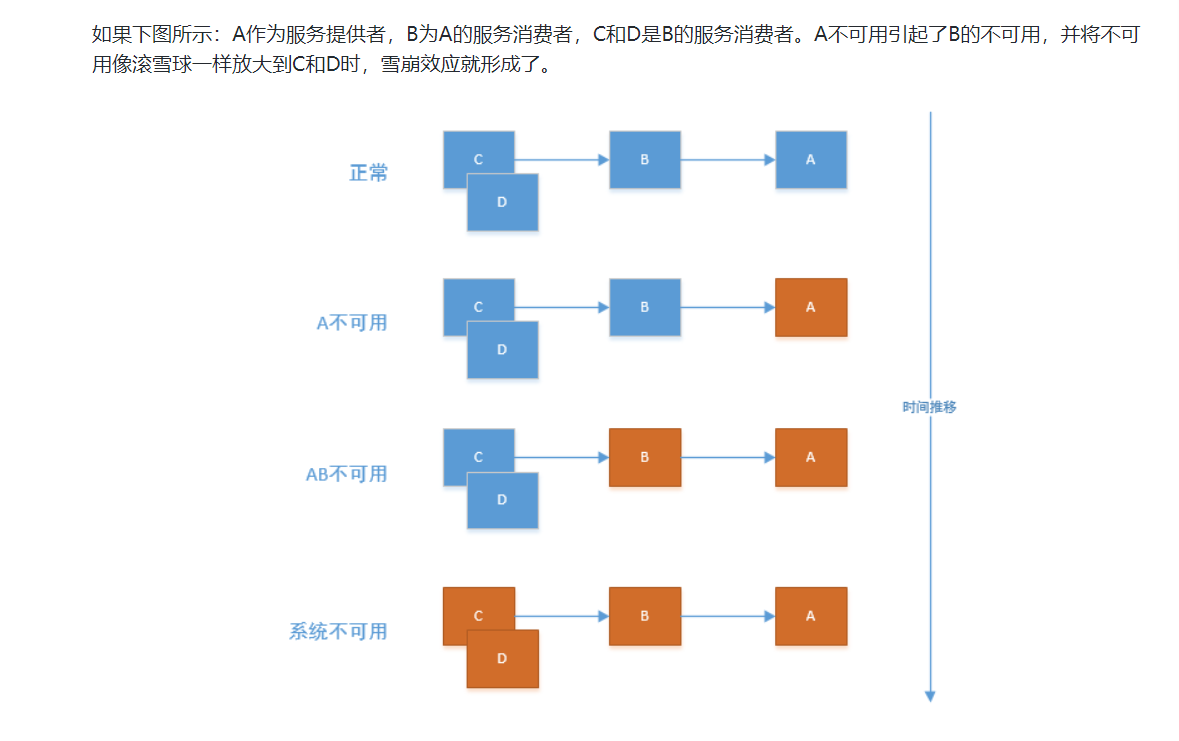 如果下图所示：A作为服务提供者，B为A的服务消费者，C和D是B的服务消费者。A不可用引起了B的不可用，并将不可
用像滚雪球一样放大到C和D时，雪崩效应就形成了。
正常
C
B
A
D
A不可用
C
B
A
D
时间推移
AB不可用
C
B
A
D
系统不可用
C
B
A
D